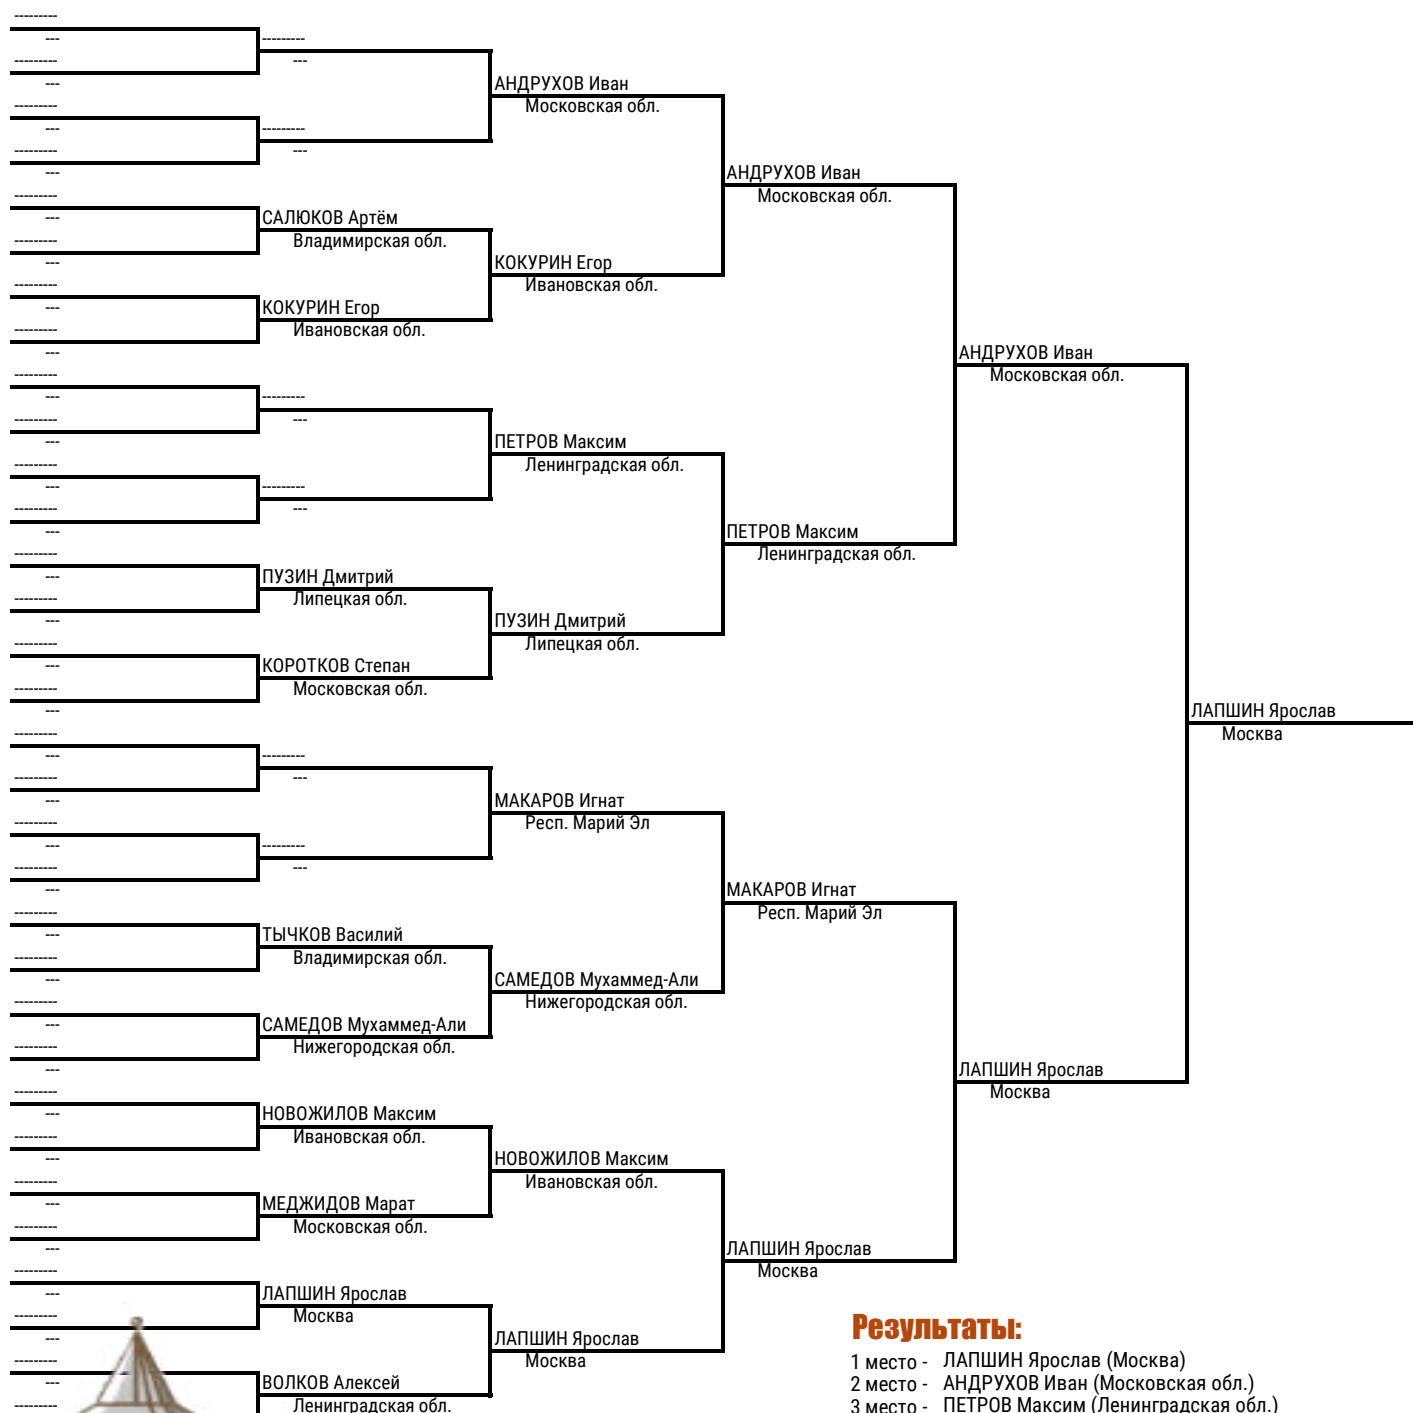 ---------
---
---------
---
---------
---
---------
---
---------
---
---------
---
---------
---
---------
---
---------
---
---------
---
---------
---
---------
---
---------
---
---------
---
---------
---
---------
---
---------
---
---------
---
---------
---
---------
---
---------
---
---------
---
---------
---
---------
---
---------
---
---------
---
---------
---
---------
---
---------
---
---------
---
---------
---
---------
---------
---
---------
---
САЛЮКОВ Артём
Владимирская обл.
КОКУРИН Егор
Ивановская обл.
---------
---
---------
---
ПУЗИН Дмитрий
Липецкая обл.
КОРОТКОВ Степан
Московская обл.
---------
---
---------
---
ТЫЧКОВ Василий
Владимирская обл.
САМЕДОВ Мухаммед-Али
Нижегородская обл.
НОВОЖИЛОВ Максим
Ивановская обл.
МЕДЖИДОВ Марат
Московская обл.
ЛАПШИН Ярослав
Москва
ВОЛКОВ Алексей
Ленинградская обл.
АНДРУХОВ Иван
Московская обл.
КОКУРИН Егор
Ивановская обл.
ПЕТРОВ Максим
Ленинградская обл.
ПУЗИН Дмитрий
Липецкая обл.
МАКАРОВ Игнат
Респ. Марий Эл
САМЕДОВ Мухаммед-Али
Нижегородская обл.
НОВОЖИЛОВ Максим
Ивановская обл.
ЛАПШИН Ярослав
Москва
АНДРУХОВ Иван
Московская обл.
ПЕТРОВ Максим
Ленинградская обл.
МАКАРОВ Игнат
Респ. Марий Эл
ЛАПШИН Ярослав
Москва
АНДРУХОВ Иван
Московская обл.
ЛАПШИН Ярослав
Москва
ЛАПШИН Ярослав
Москва
Результаты:
1 место - ЛАПШИН Ярослав (Москва)
2 место - АНДРУХОВ Иван (Московская обл.)
3 место - ПЕТРОВ Максим (Ленинградская обл.)